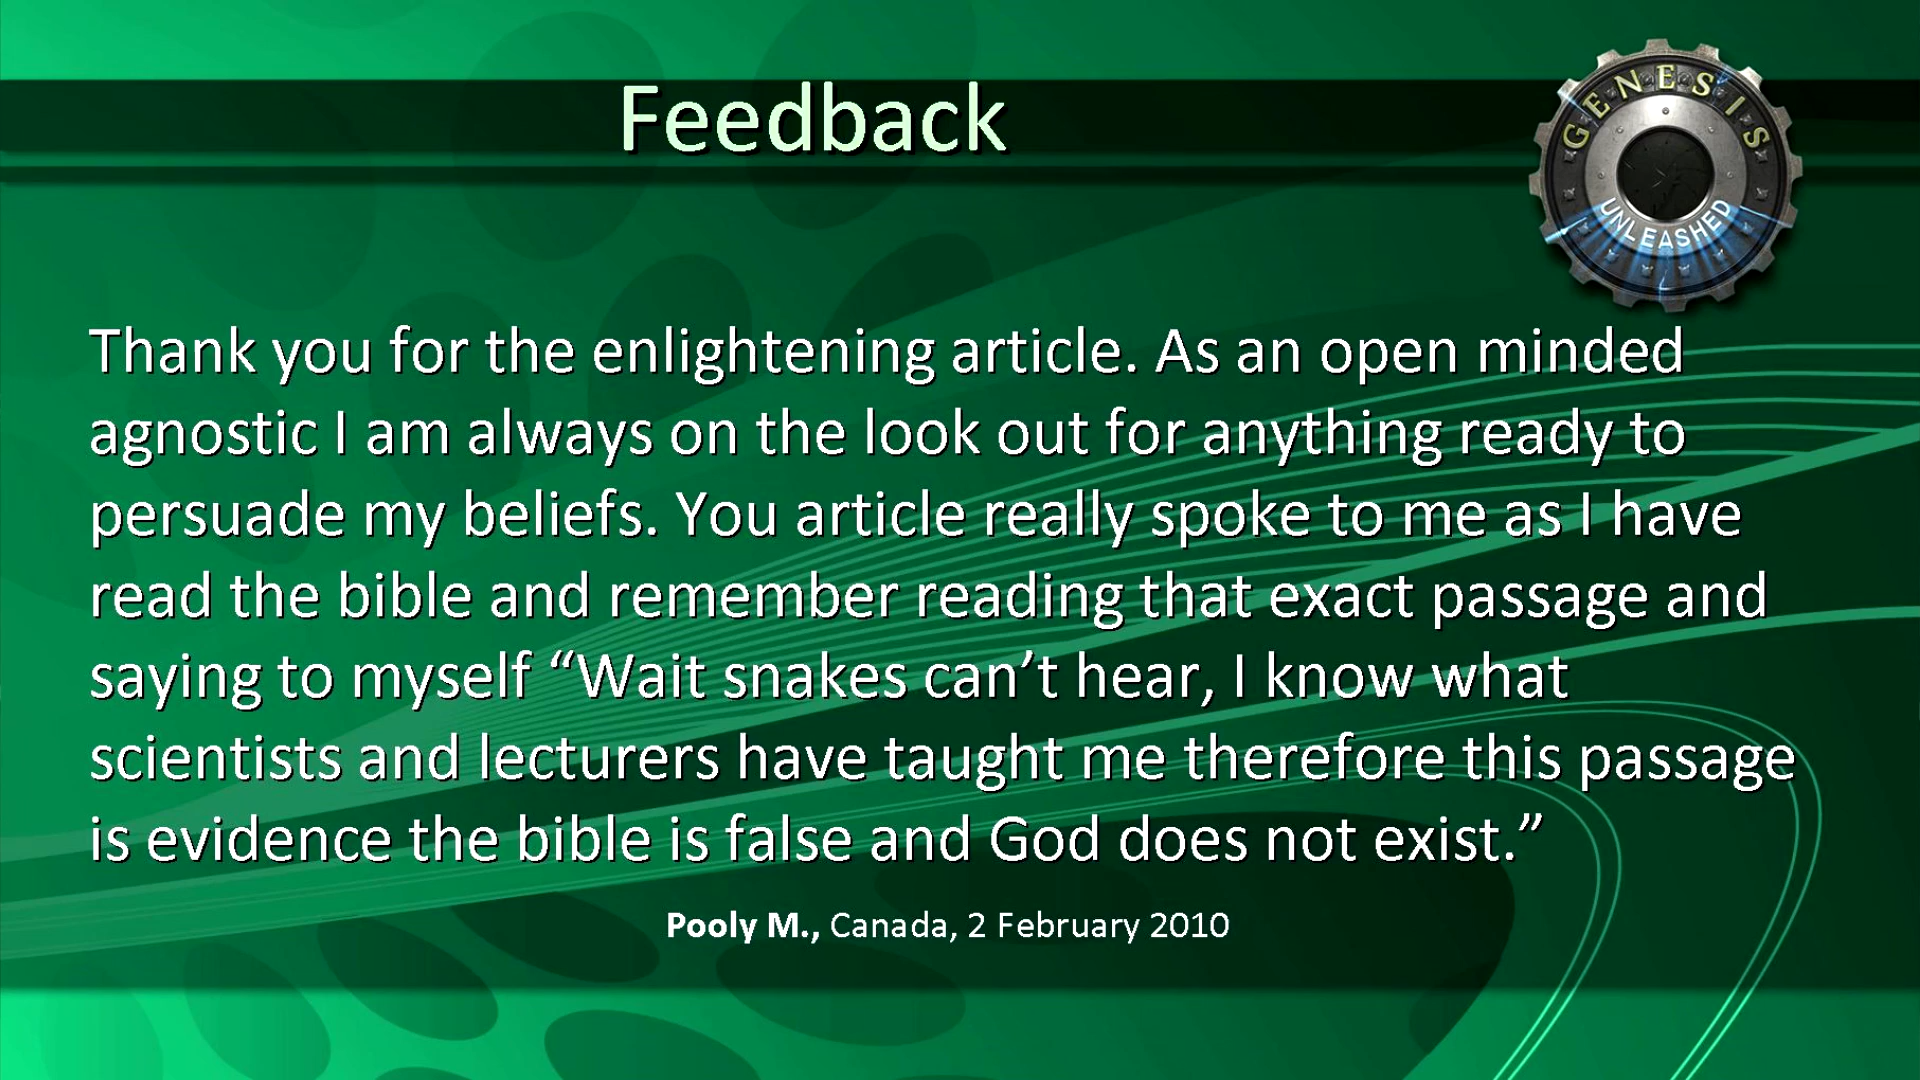 Feedback
GENESIS
UNLEASHED
Thank you for the enlightening article. As an open minded
agnostic I am always on the look out for anything ready to
persuade my beliefs. You article really spoke to me as I have
read the bible and remember reading that exact passage and
saying to myself “Wait snakes can’t hear, I know what
scientists and lecturers have taught me therefore this passage
is evidence the bible is false and God does not exist.”
Pooly M., Canada, 2 February 2010